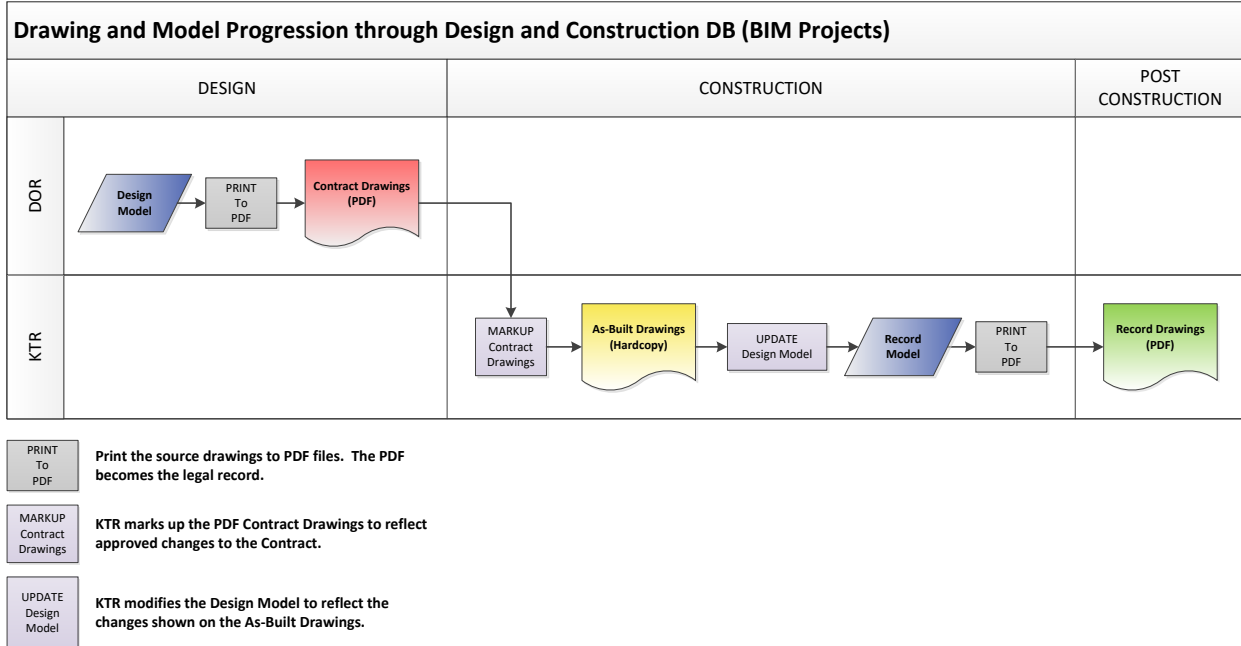 Drawing and Model Progression through Design and Construction DB (BIM Projects)
DESIGN
CONSTRUCTION
POST
CONSTRUCTION
DOR
Design
Model
PRINT
To
PDF
Contract Drawings
(PDF)
KTR
MARKUP
Contract
Drawings
As-Built Drawings
(Hardcopy)
UPDATE
Design Model
Record
Model
PRINT
To
PDF
Record Drawings
(PDF)
PRINT
To
PDF
Print the source drawings to PDF files.  The PDF
becomes the legal record.
MARKUP
Contract
Drawings
KTR marks up the PDF Contract Drawings to reflect
approved changes to the Contract.
UPDATE
Design
Model
KTR modifies the Design Model to reflect the
changes shown on the As-Built Drawings.